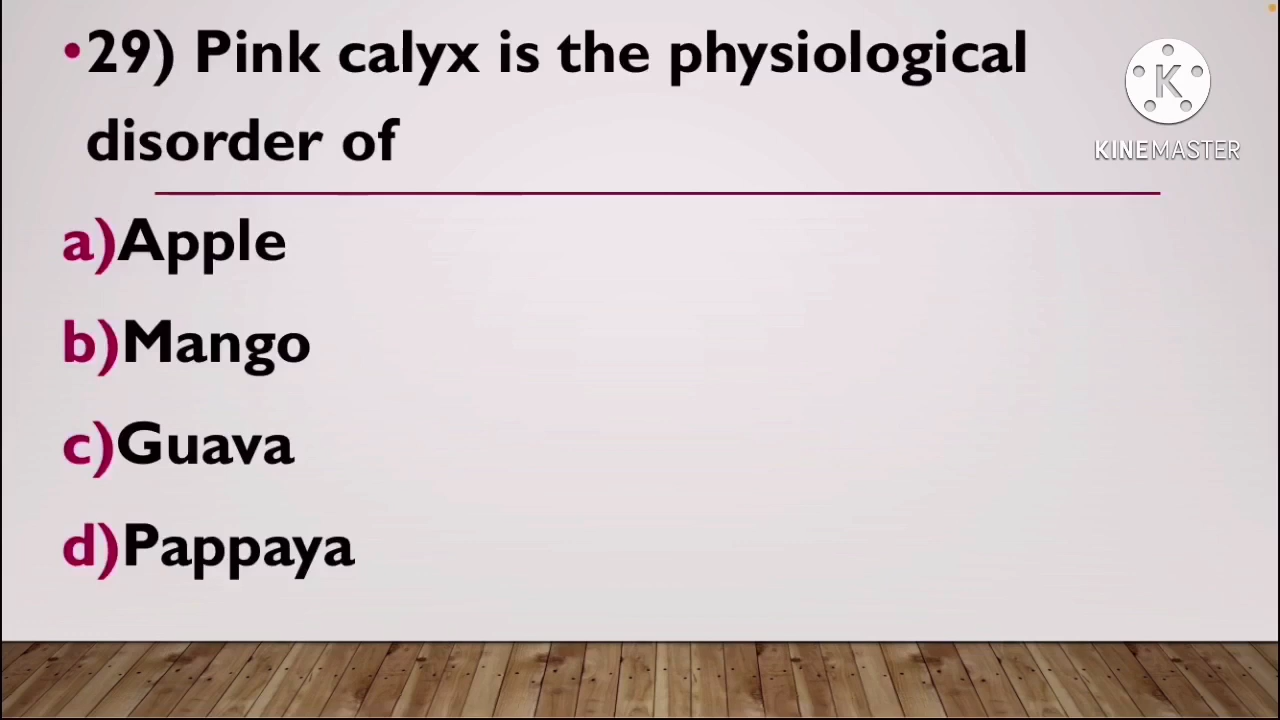 •29) Pink calyx is the physiological
disorder of
K
KINEMASTER
a)Apple
b)Mango
c)Guava
d)Pappaya